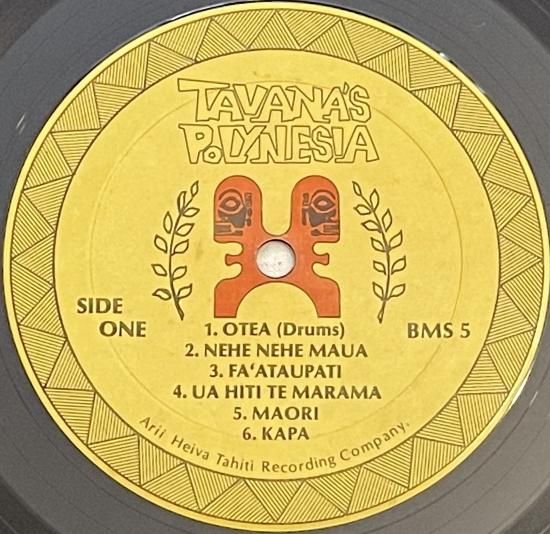 TAVANA'S
POLYNESIA
SIDE
ONE
BMS 5
1. OTEA (Drums)
2. NEHE NEHE MAUA
3. FA'ATAUPATI
4. UA HITI TE MARAMA
5. MAORI
6. KAPA
Arii Heiva Tahiti Recording Company.